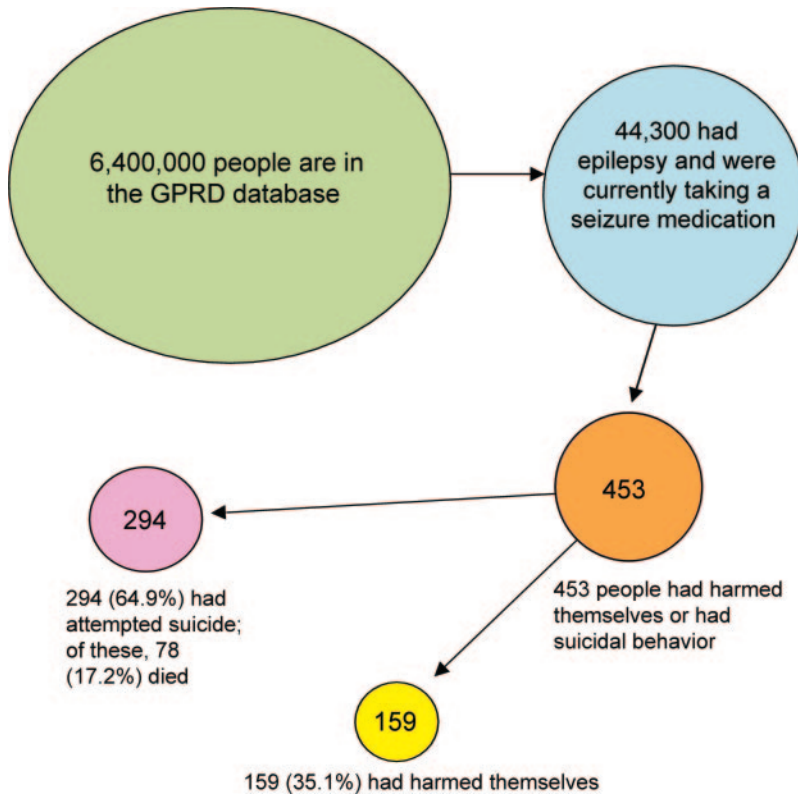 6,400,000 people are in
the GPRD database
44,300 had
epilepsy and were
currently taking a
seizure medication
453
453 people had harmed
themselves or had
suicidal behavior
294
294 (64.9%) had
attempted suicide;
of these, 78
(17.2%) died
159
159 (35.1%) had harmed themselves